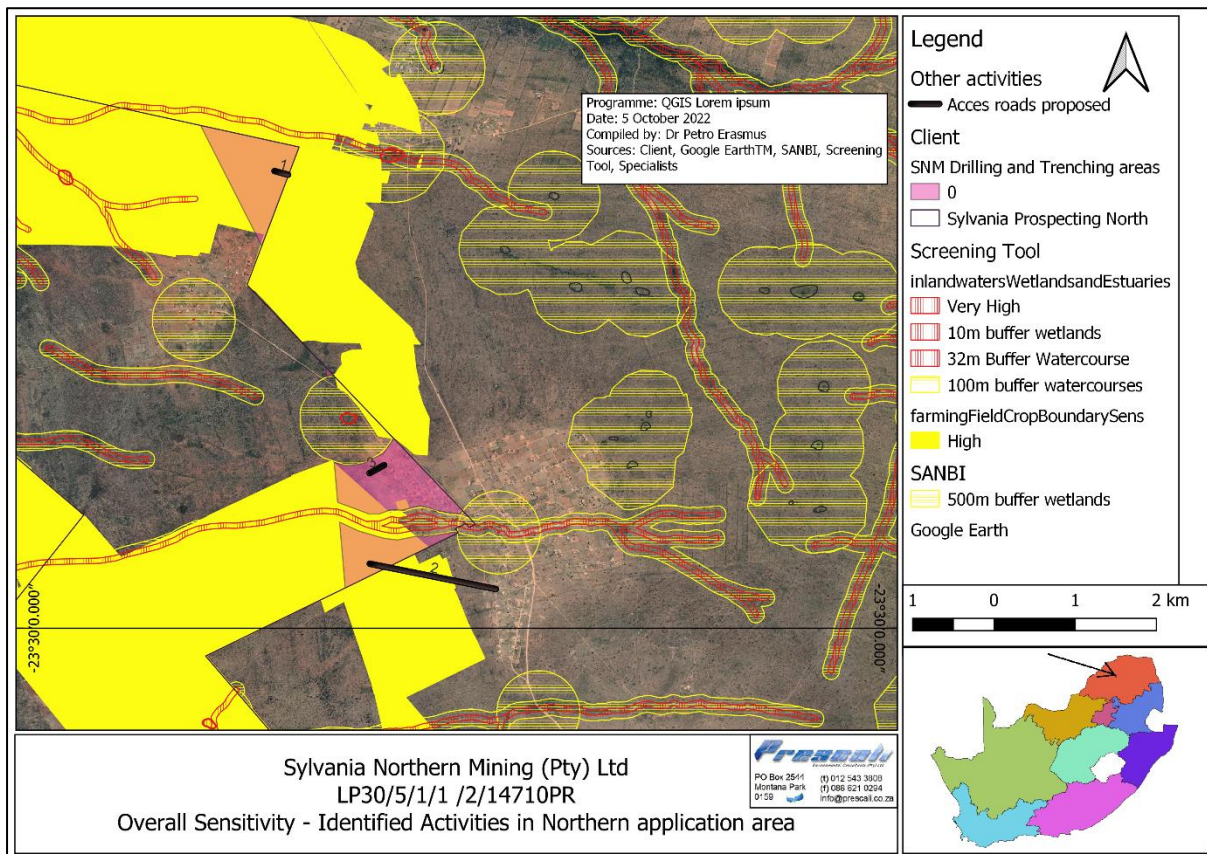 Programme: QGIS Lorem ipsum
Date: 5 October 2022
Compiled by: Dr Petro Erasmus
Sources: Client, Google EarthTM, SANBI, Screening
Tool, Specialists
1
3
2
-23°30'0.000"
-23°30'0.000"
Legend
Other activities
Acces roads proposed
Client
SNM Drilling and Trenching areas
0
Sylvania Prospecting North
Screening Tool
inlandwatersWetlandsandEstuaries
Very High
10m buffer wetlands
32m Buffer Watercourse
100m buffer watercourses
farmingFieldCropBoundarySens
High
SANBI
500m buffer wetlands
Google Earth
1 0 1 2 km
Sylvania Northern Mining (Pty) Ltd
LP30/5/1/1 /2/14710PR
Overall Sensitivity - Identified Activities in Northern application area
Prescali
PO Box 2544
Montana Park
0159
(t) 012 543 3808
(f) 086 621 0294
info@prescali.co.za